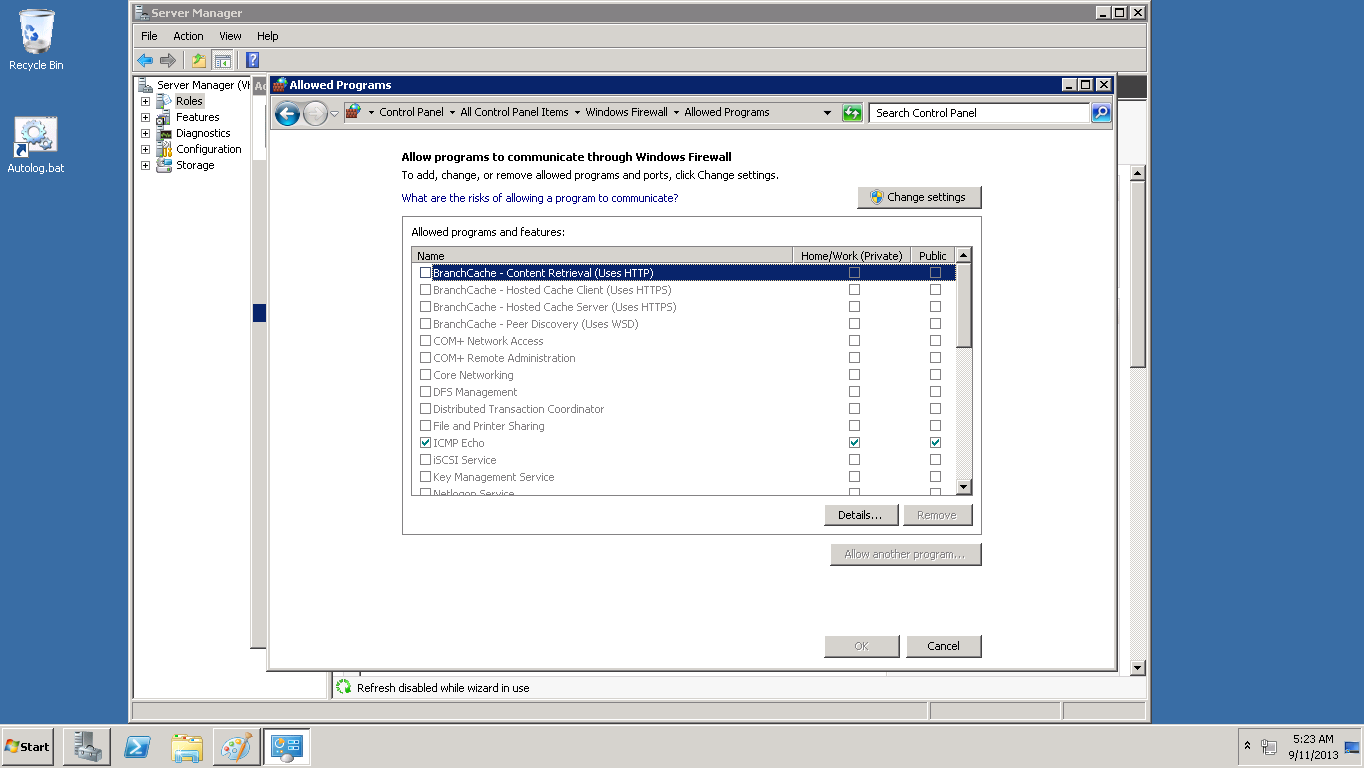 Recycle Bin
Autolog.bat
Server Manager
File Action View Help
Server Manager (V
Roles
Features
Diagnostics
Configuration
Storage
Allowed Programs
Control Panel All Control Panel Items Windows Firewall Allowed Programs
Search Control Panel
Allow programs to communicate through Windows Firewall
To add, change, or remove allowed programs and ports, click Change settings.
What are the risks of allowing a program to communicate?
Change settings
Allowed programs and features:
Name Home/Work (Private) Public
BranchCache - Content Retrieval (Uses HTTP)
BranchCache - Hosted Cache Client (Uses HTTPS)
BranchCache - Hosted Cache Server (Uses HTTPS)
BranchCache - Peer Discovery (Uses WSD)
COM+ Network Access
COM+ Remote Administration
Core Networking
DFS Management
Distributed Transaction Coordinator
File and Printer Sharing
ICMP Echo
iSCSI Service
Key Management Service
Netlogon Service
Details... Remove
Allow another program...
OK Cancel
Refresh disabled while wizard in use
Start
5:23 AM
9/11/2013